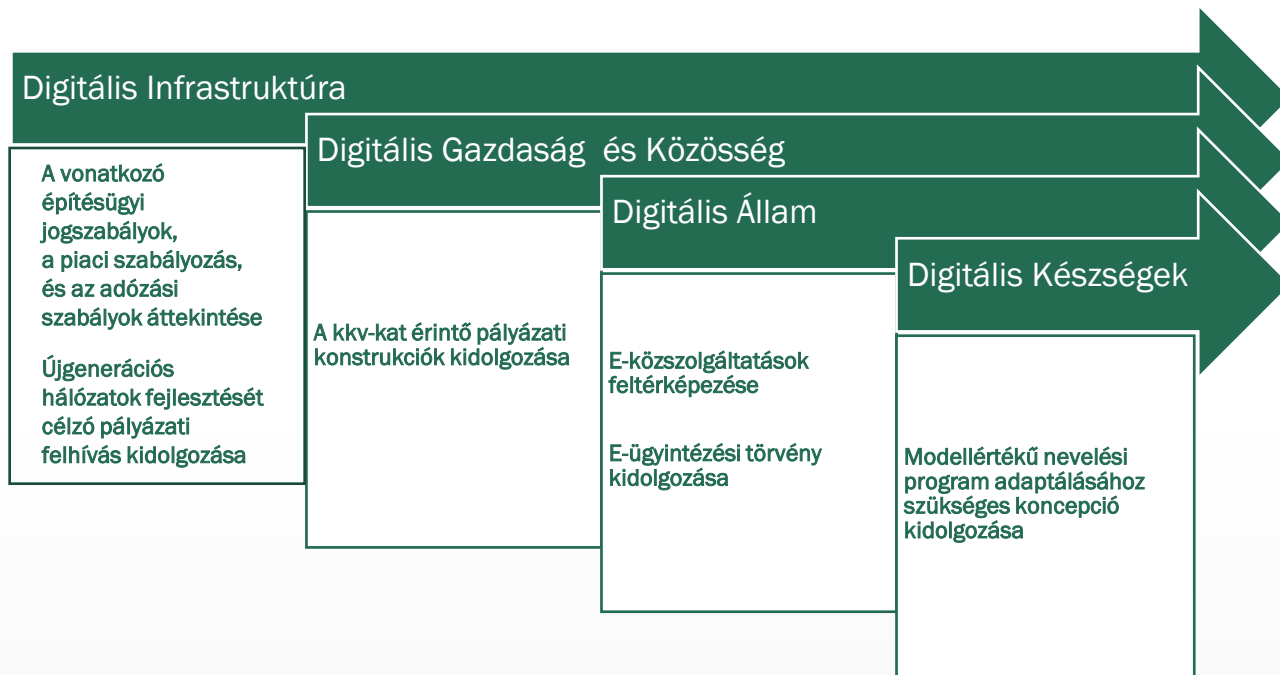 Digitális Infrastruktúra
A vonatkozó
építésügyi
jogszabályok,
a piaci szabályozás,
és az adózási
szabályok áttekintése
Újgenerációs
hálózatok fejlesztését
célzó pályázati
felhívás kidolgozása
Digitális Gazdaság  és Közösség
A kkv-kat érintő pályázati
konstrukciók kidolgozása
Digitális Állam
E-közszolgáltatások
feltérképezése
E-ügyintézési törvény
kidolgozása
Digitális Készségek
Modellértékű nevelési
program adaptálásához
szükséges koncepció
kidolgozása